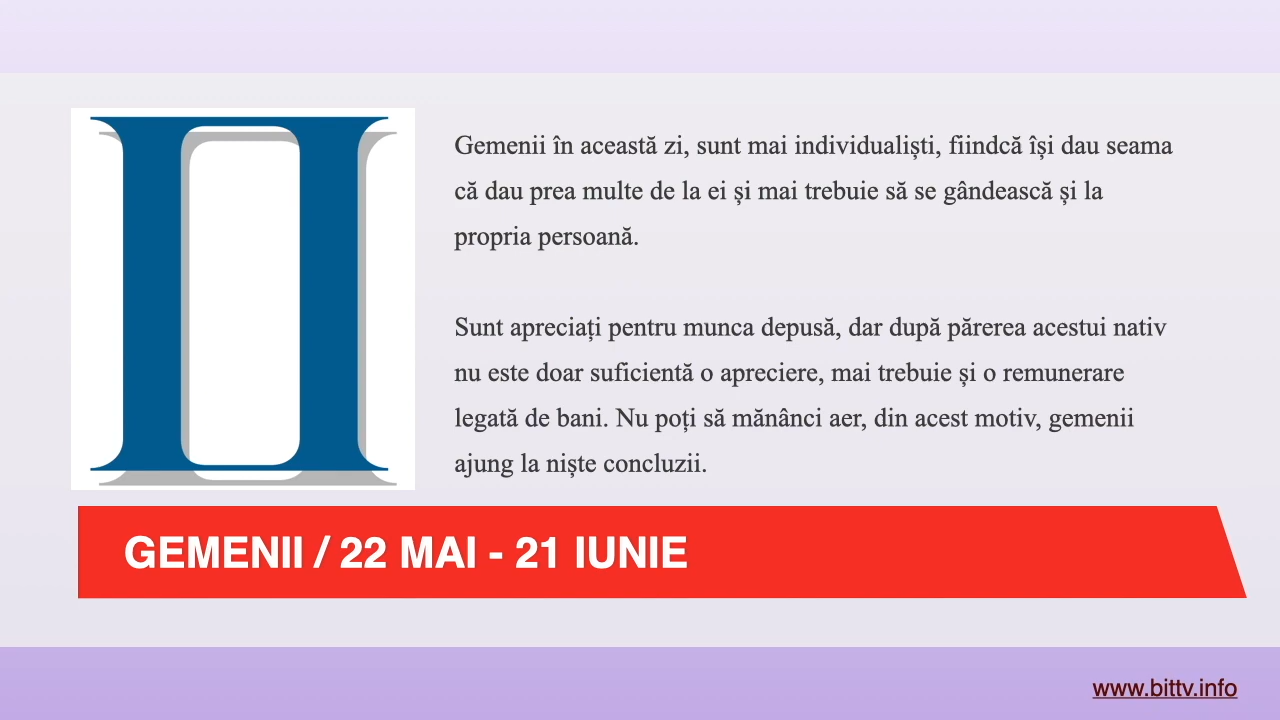 Gemenii în această zi, sunt mai individualiști, fiindcă își dau seama
că dau prea multe de la ei și mai trebuie să se gândească și la
propria persoană.
Sunt apreciați pentru munca depusă, dar după părerea acestui nativ
nu este doar suficientă o apreciere, mai trebuie și o remunerare
legată de bani. Nu poți să mănânci aer, din acest motiv, gemenii
ajung la niște concluzii.
GEMENII / 22 MAI - 21 IUNIE
www.bittv.info